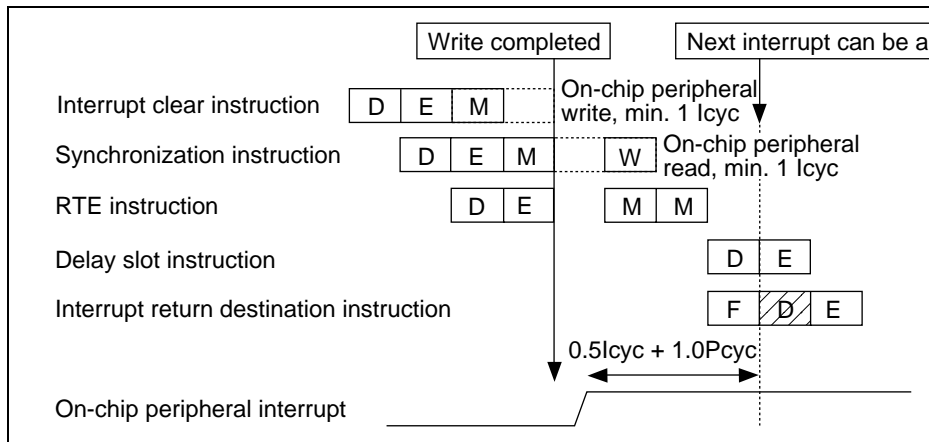 Write completed
Next interrupt can be a
Interrupt clear instruction
D E M
On-chip peripheral
write, min. 1 Icyc
Synchronization instruction
D E M W
On-chip peripheral
read, min. 1 Icyc
RTE instruction
D E M M
Delay slot instruction
D E
Interrupt return destination instruction
F D E
0.5Icyc + 1.0Pcyc
On-chip peripheral interrupt